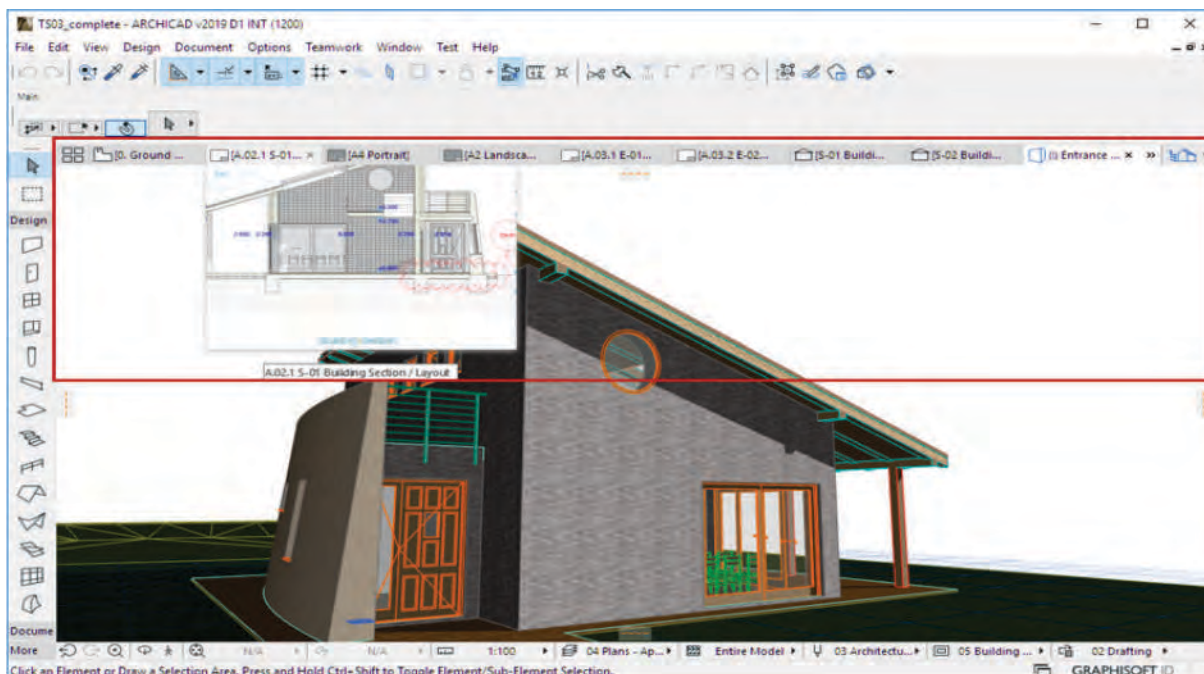 TS03_complete - ARCHICAD v2019 D1 INT (1200)
File Edit View Design Document Options Teamwork Window Test Help
Main
[0. Ground ... [A.02.1 S-01... [A4 Portrait] [A2 Landsca... [A.03.1 E-01... [A.03.2 E-02... [S-01 Buildi... [S-02 Buildi... Entrance ...
Design
A.02.1 S-01 Building Section / Layout
Docume
More N/A N/A 1:100 04 Plans - Ap... Entire Model 03 Architectu... 05 Building ... 02 Drafting
Click an Element or Draw a Selection Area. Press and Hold Ctrl+Shift to Toggle Element/Sub-Element Selection.
GRAPHISOFT ID